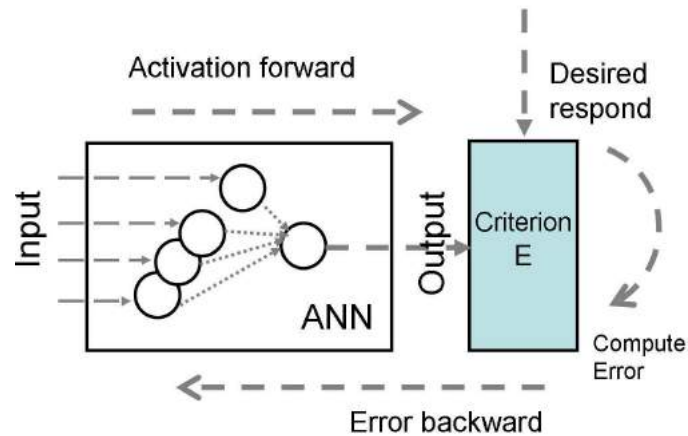 Activation forward
Desired
respond
Input
Output
Criterion
E
ANN
Compute
Error
Error backward